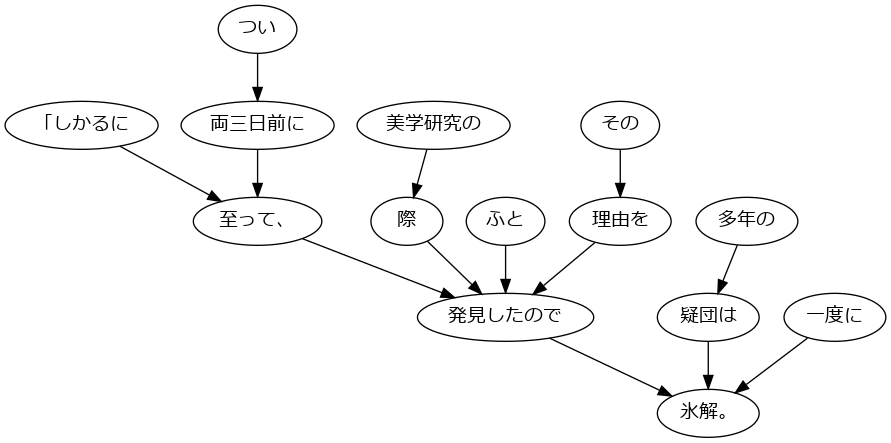 つい
「しかるに
両三日前に
美学研究の
その
至って、
際
ふと
理由を
多年の
発見したので
疑団は
一度に
氷解。